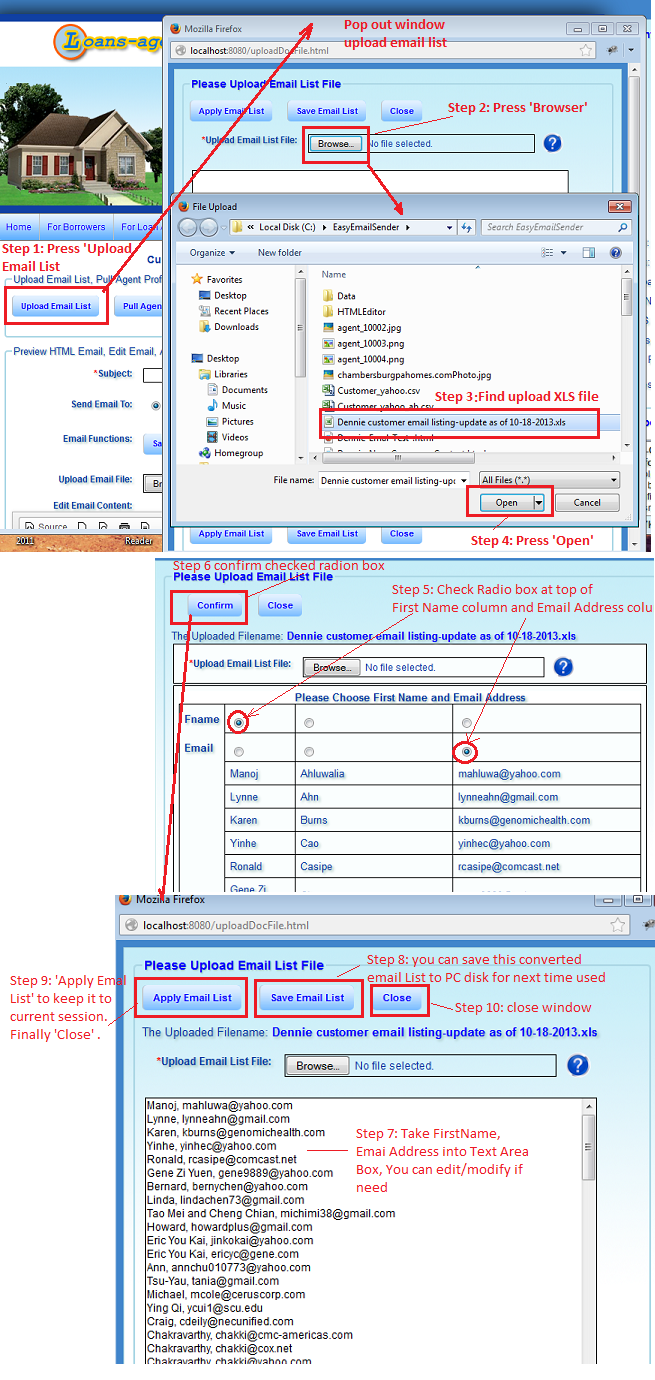 Loans-age
Mozilla Firefox
Pop out window
upload email list
localhost:8080/uploadDocFile.html
Please Upload Email List File
Apply Email List
Save Email List
Close
Step 2: Press 'Browser'
*Upload Email List File:
Browse...
No file selected.
?
File Upload
« Local Disk (C:) EasyEmailSender
Search EasyEmailSender
Organize
New folder
Home
For Borrowers
For Loan A
Step 1: Press 'Upload
Email List
Cu
Upload Email List, Pull Agent Prof
Upload Email List
Pull Agen
Preview HTML Email, Edit Email, A
*Subject:
Send Email To:
Email Functions:
Sa
Upload Email File:
Br
Edit Email Content:
Source
2011
Reader
Favorites
Desktop
Recent Places
Downloads
Desktop
Libraries
Documents
Music
Pictures
Videos
Homegroup
Name
Data
HTMLEditor
agent_10002.jpg
agent_10003.png
agent_10004.png
chambersburgpahomes.comPhoto.jpg
Customer_yahoo.csv
Customer_yahoo_ab.csv
Step 3:Find upload XLS file
Dennie customer email listing-update as of 10-18-2013.xls
File name:
Dennie customer email listing-upd
All Files (*.*)
Open
Cancel
Step 4: Press 'Open'
Apply Email List
Save Email List
Close
Step 6 confirm checked radion box
Please Upload Email List File
Confirm
Close
Step 5: Check Radio box at top of
First Name column and Email Address colu
The Uploaded Filename: Dennie customer email listing-update as of 10-18-2013.xls
*Upload Email List File:
Browse...
No file selected.
?
Please Choose First Name and Email Address
Fname
Email
Manoj Ahluwalia mahluwa@yahoo.com
Lynne Ahn lynneahn@gmail.com
Karen Burns kburns@genomichealth.com
Yinhe Cao yinhec@yahoo.com
Ronald Casipe rcasipe@comcast.net
Gene Zi
Mozilla Firefox
localhost:8080/uploadDocFile.html
Please Upload Email List File
Step 8: you can save this converted
email List to PC disk for next time used
Step 9: 'Apply Emal
List' to keep it to
current session.
Finally 'Close' .
Apply Email List
Save Email List
Close
Step 10: close window
The Uploaded Filename: Dennie customer email listing-update as of 10-18-2013.xls
*Upload Email List File:
Browse...
No file selected.
?
Manoj, mahluwa@yahoo.com
Lynne, lynneahn@gmail.com
Karen, kburns@genomichealth.com
Yinhe, yinhec@yahoo.com
Ronald, rcasipe@comcast.net
Gene Zi Yuen, gene9889@yahoo.com
Bernard, bernychen@yahoo.com
Linda, lindachen73@gmail.com
Tao Mei and Cheng Chian, michimi38@gmail.com
Howard, howardplus@gmail.com
Eric You Kai, jinkokai@yahoo.com
Eric You Kai, ericyc@gene.com
Ann, annchu010773@yahoo.com
Tsu-Yau, tania@gmail.com
Michael, mcole@ceruscorp.com
Ying Qi, ycui1@scu.edu
Craig, cdeily@necunified.com
Chakravarthy, chakki@cmc-americas.com
Chakravarthy, chakki@cox.net
Chakravarthy, chakki@yahoo.com
Step 7: Take FirstName,
Emai Address into Text Area
Box, You can edit/modify if
need